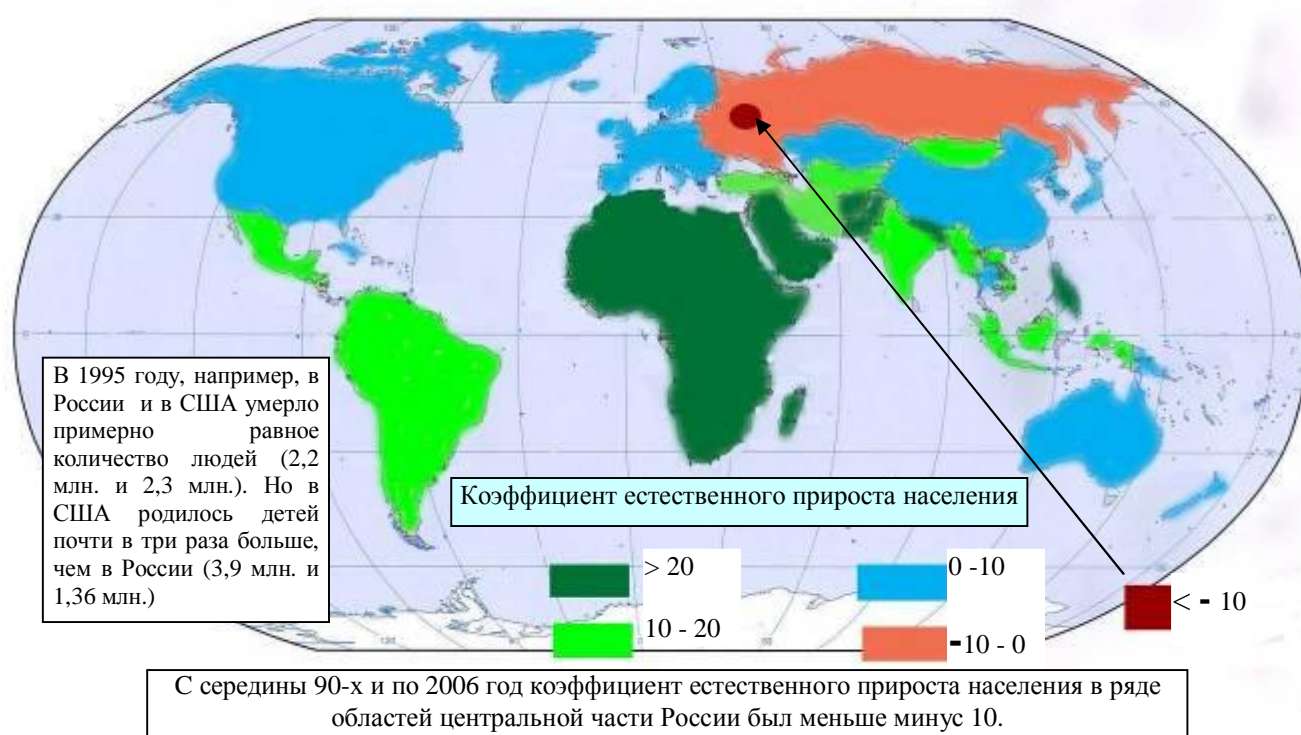 В 1995 году, например, в
России и в США умерло
примерно равное
количество людей (2,2
млн. и 2,3 млн.). Но в
США родилось детей
почти в три раза больше,
чем в России (3,9 млн. и
1,36 млн.)
Коэффициент естественного прироста населения
> 20
0 -10
< - 10
10 - 20
-10 - 0
С середины 90-х и по 2006 год коэффициент естественного прироста населения в ряде
областей центральной части России был меньше минус 10.